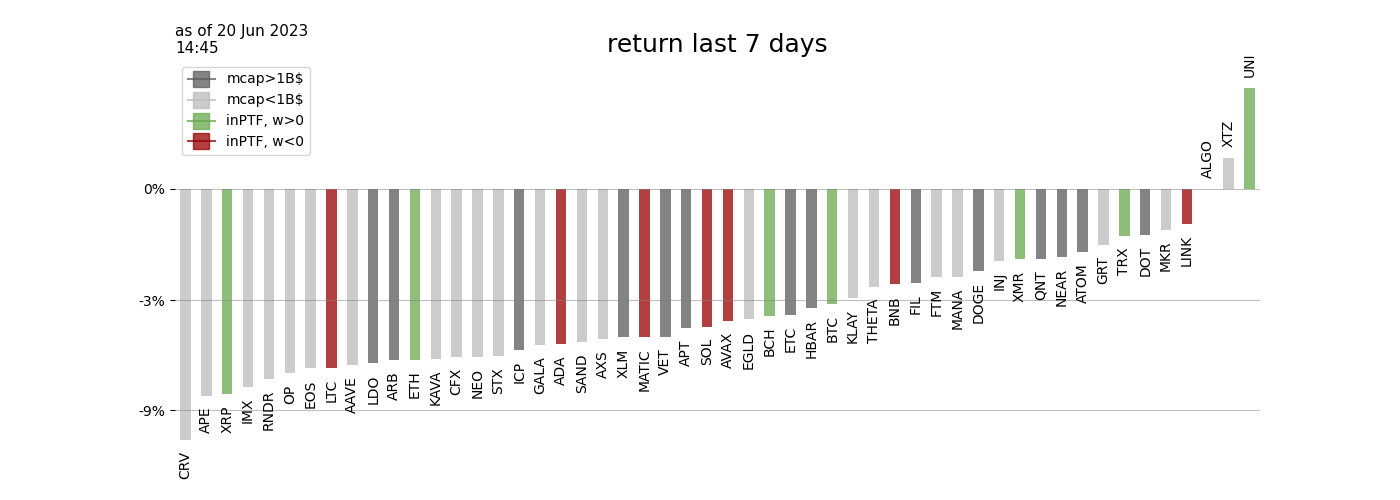 as of 20 Jun 2023
14:45
return last 7 days
mcap>1B$
mcap<1B$
inPTF, w>0
inPTF, w<0
0%
-3%
-9%
CRV
APE
XRP
IMX
RNDR
OP
EOS
LTC
AAVE
LDO
ARB
ETH
KAVA
CFX
NEO
STX
ICP
GALA
ADA
SAND
AXS
XLM
MATIC
VET
APT
SOL
AVAX
EGLD
BCH
ETC
HBAR
BTC
KLAY
THETA
BNB
FIL
FTM
MANA
DOGE
INJ
XMR
QNT
NEAR
ATOM
GRT
TRX
DOT
MKR
LINK
ALGO
XTZ
UNI